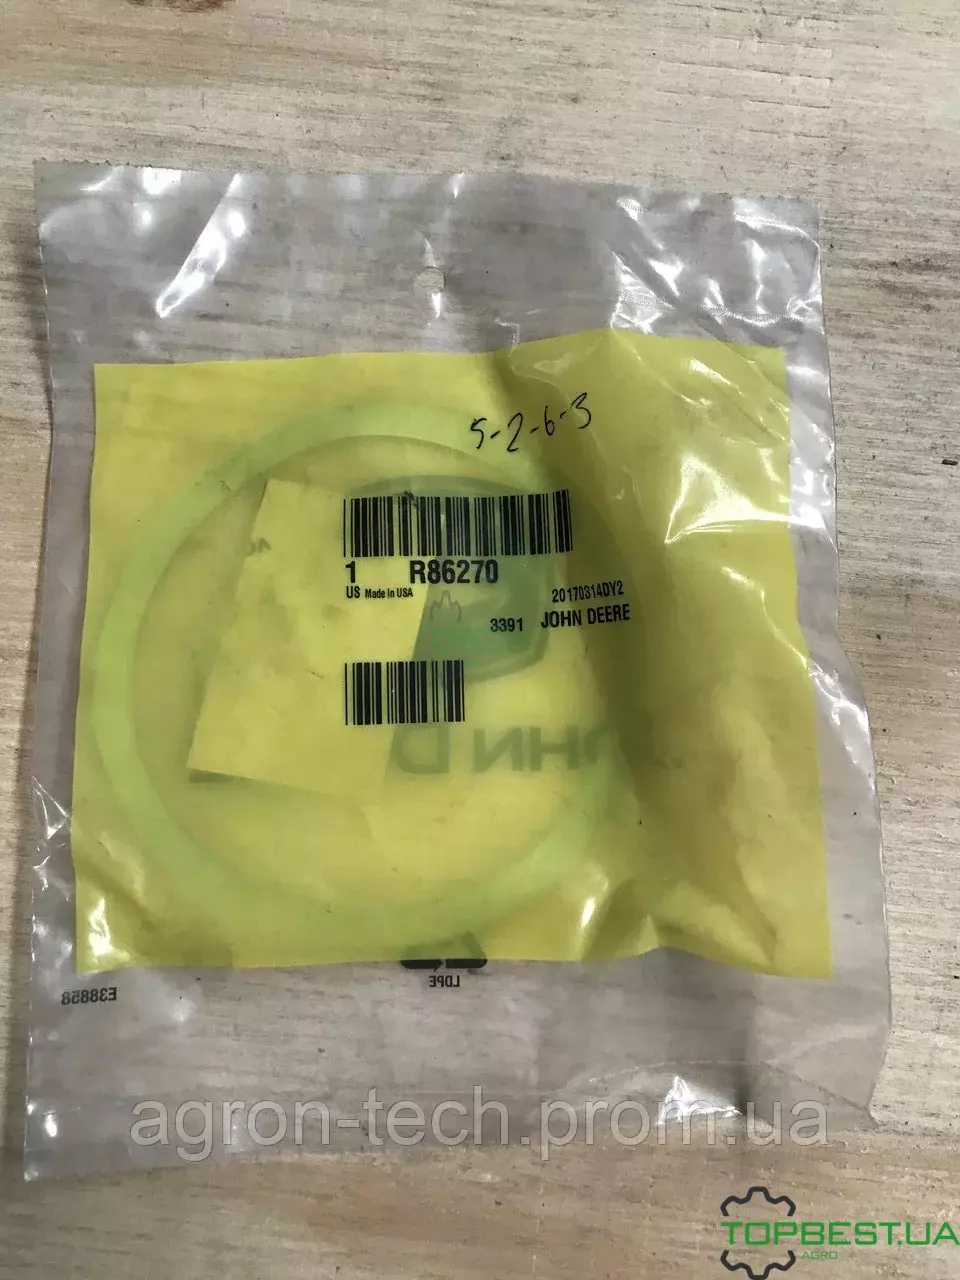 5-2-6-3
1 R86270
US Made in USA 20170314DY2
3391 JOHN DEERE
OHN D
LDPE
E38858
agron-tech.prom.ua
TOPBEST.UA
AGRO